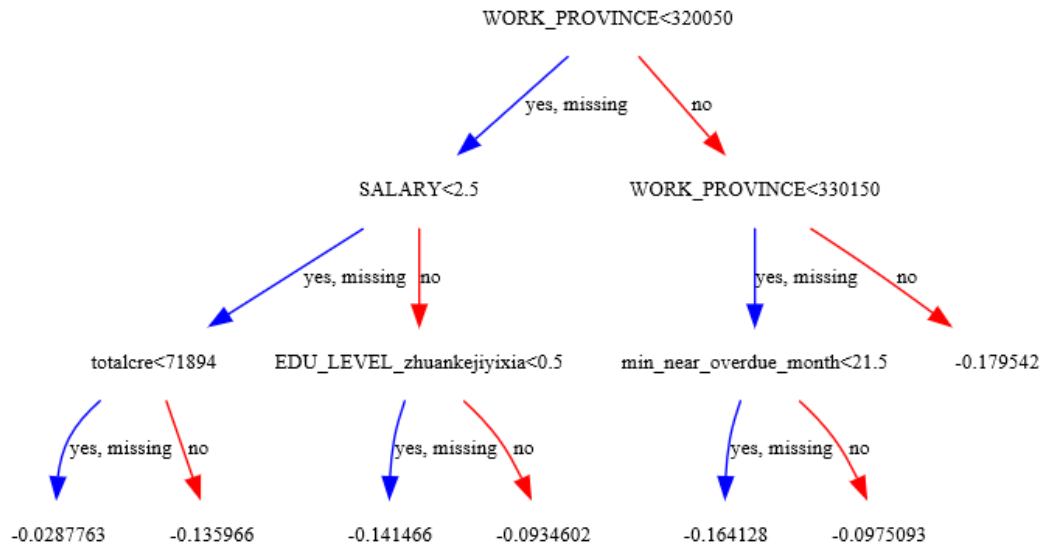 WORK_PROVINCE<320050
yes, missing
no
SALARY<2.5
WORK_PROVINCE<330150
yes, missing
no
yes, missing
no
totalcre<71894
EDU_LEVEL_zhuankejiyixia<0.5
min_near_overdue_month<21.5
-0.179542
yes, missing
no
yes, missing
no
yes, missing
no
-0.0287763
-0.135966
-0.141466
-0.0934602
-0.164128
-0.0975093